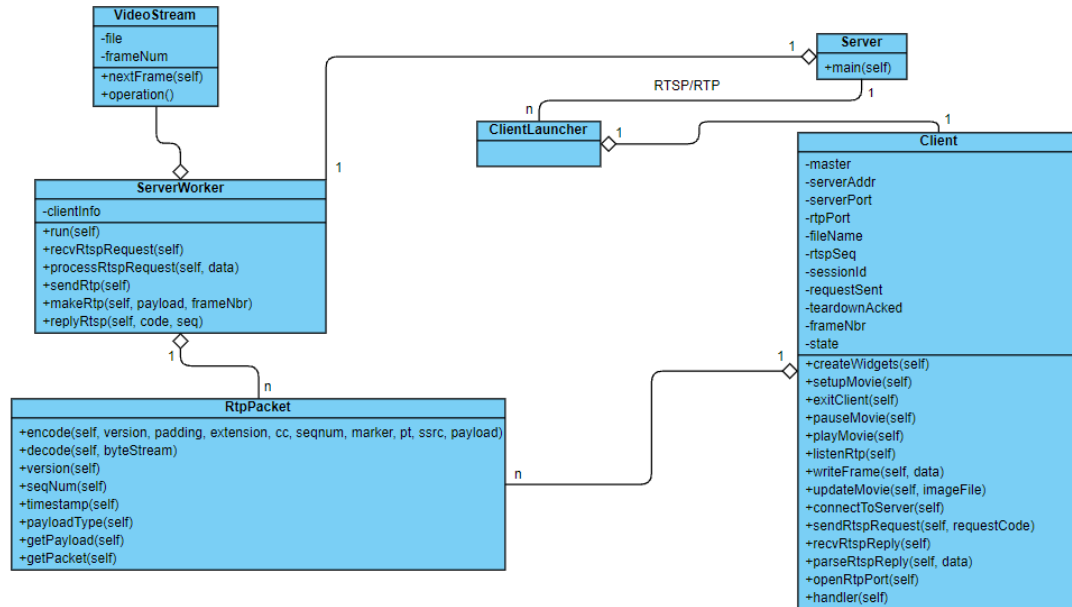 VideoStream
-file
-frameNum
+nextFrame(self)
+operation()
1
Server
+main(self)
RTSP/RTP
1
n
ClientLauncher
1
1
Client
-master
-serverAddr
-serverPort
-rtpPort
-fileName
-rtspSeq
-sessionId
-requestSent
-teardownAcked
-frameNbr
-state
+createWidgets(self)
+setupMovie(self)
+exitClient(self)
+pauseMovie(self)
+playMovie(self)
+listenRtp(self)
+writeFrame(self, data)
+updateMovie(self, imageFile)
+connectToServer(self)
+sendRtspRequest(self, requestCode)
+recvRtspReply(self)
+parseRtspReply(self, data)
+openRtpPort(self)
+handler(self)
1
ServerWorker
-clientInfo
+run(self)
+recvRtspRequest(self)
+processRtspRequest(self, data)
+sendRtp(self)
+makeRtp(self, payload, frameNbr)
+replyRtsp(self, code, seq)
1
1
n
RtpPacket
+encode(self, version, padding, extension, cc, seqnum, marker, pt, ssrc, payload)
+decode(self, byteStream)
+version(self)
+seqNum(self)
+timestamp(self)
+payloadType(self)
+getPayload(self)
+getPacket(self)
n